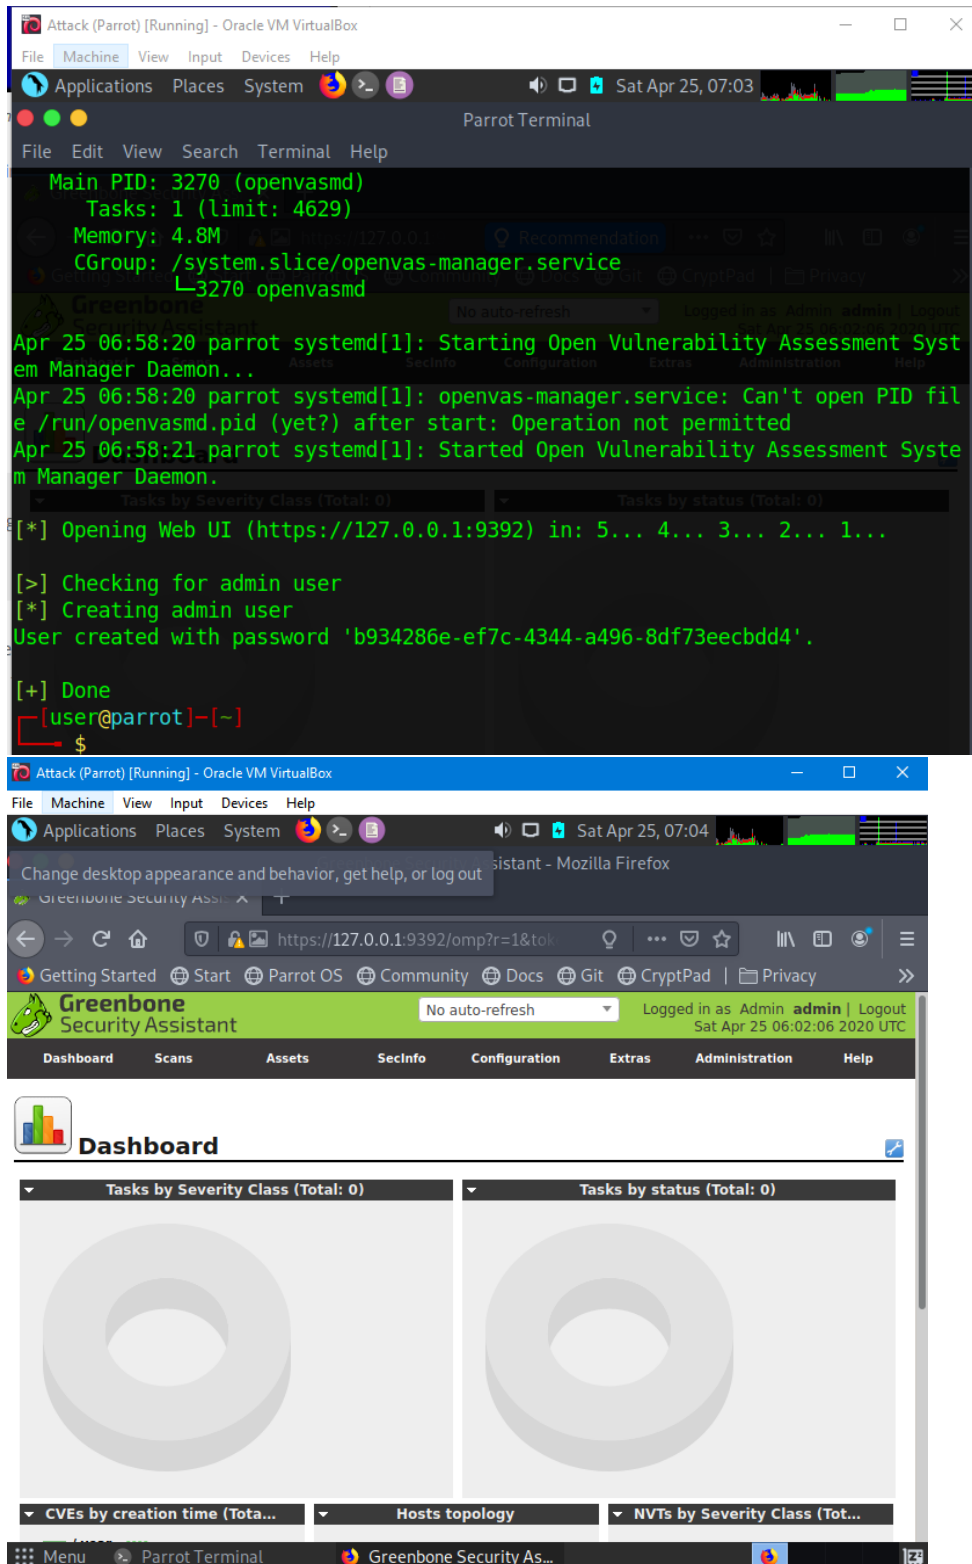 Attack (Parrot) [Running] - Oracle VM VirtualBox
File Machine View Input Devices Help
Applications Places System Sat Apr 25, 07:03
Parrot Terminal
File Edit View Search Terminal Help
Main PID: 3270 (openvasmd)
Tasks: 1 (limit: 4629)
Memory: 4.8M
CGroup: /system.slice/openvas-manager.service
└─3270 openvasmd
Apr 25 06:58:20 parrot systemd[1]: Starting Open Vulnerability Assessment Syst
em Manager Daemon...
Apr 25 06:58:20 parrot systemd[1]: openvas-manager.service: Can't open PID fil
e /run/openvasmd.pid (yet?) after start: Operation not permitted
Apr 25 06:58:21 parrot systemd[1]: Started Open Vulnerability Assessment Syste
m Manager Daemon.
[*] Opening Web UI (https://127.0.0.1:9392) in: 5... 4... 3... 2... 1...
[>] Checking for admin user
[*] Creating admin user
User created with password 'b934286e-ef7c-4344-a496-8df73eecbdd4'.
[+] Done
┌─[user@parrot]─[~]
└──╼ $
Attack (Parrot) [Running] - Oracle VM VirtualBox
File Machine View Input Devices Help
Applications Places System Sat Apr 25, 07:04
Change desktop appearance and behavior, get help, or log out
sistant - Mozilla Firefox
Greenbone Security Assis
https://127.0.0.1:9392/omp?r=1&tok
Getting Started Start Parrot OS Community Docs Git CryptPad | Privacy
Greenbone
Security Assistant
No auto-refresh
Logged in as Admin admin | Logout
Sat Apr 25 06:02:06 2020 UTC
Dashboard Scans Assets SecInfo Configuration Extras Administration Help
Dashboard
Tasks by Severity Class (Total: 0) Tasks by status (Total: 0)
CVEs by creation time (Tota... Hosts topology NVTs by Severity Class (Tot...
Menu Parrot Terminal Greenbone Security As...